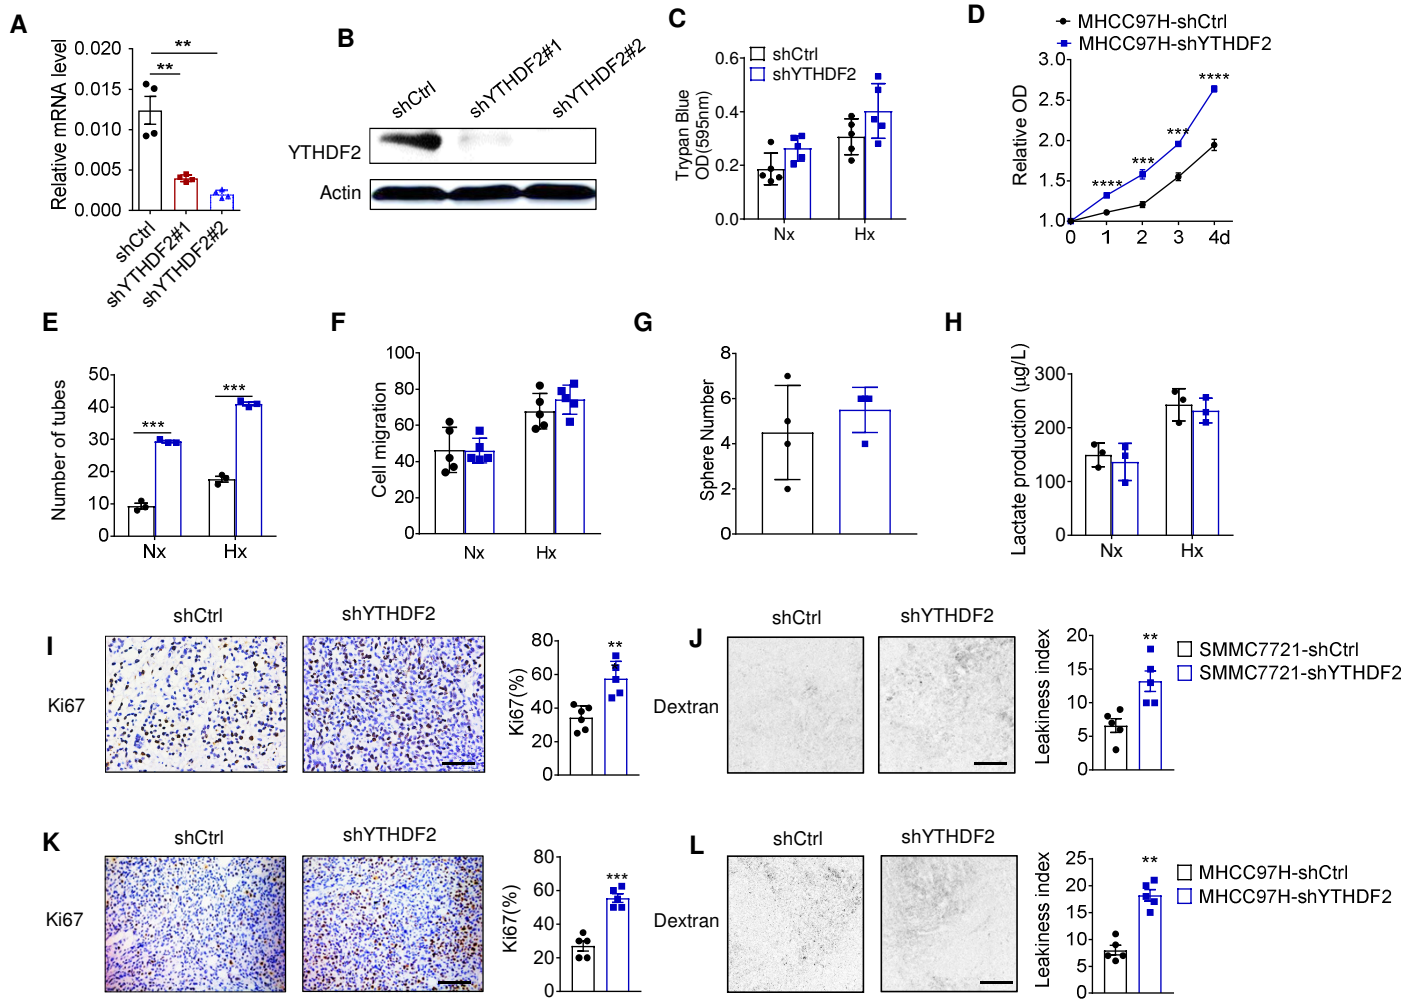 A
Relative mRNA level
0.020
0.015
0.010
0.005
0.000
**
**
shCtrl
shYTHDF2#1
shYTHDF2#2
B
shCtrl
shYTHDF2#1
shYTHDF2#2
YTHDF2
Actin
C
shCtrl
shYTHDF2
Trypan Blue
OD(595nm)
0.6
0.4
0.2
0.0
Nx
Hx
D
MHCC97H-shCtrl
MHCC97H-shYTHDF2
Relative OD
3.0
2.5
2.0
1.5
1.0
****
***
***
****
0
1
2
3
4d
E
Number of tubes
50
40
30
20
10
0
***
***
Nx
Hx
F
Cell migration
100
80
60
40
20
0
Nx
Hx
G
Sphere Number
8
6
4
2
0
H
Lactate production (µg/L)
300
200
100
0
Nx
Hx
I
shCtrl
shYTHDF2
Ki67
Ki67(%)
80
60
40
20
0
**
J
shCtrl
shYTHDF2
Dextran
Leakiness index
20
15
10
5
0
**
SMMC7721-shCtrl
SMMC7721-shYTHDF2
K
shCtrl
shYTHDF2
Ki67
Ki67(%)
80
60
40
20
0
***
L
shCtrl
shYTHDF2
Dextran
Leakiness index
25
20
15
10
5
0
**
MHCC97H-shCtrl
MHCC97H-shYTHDF2